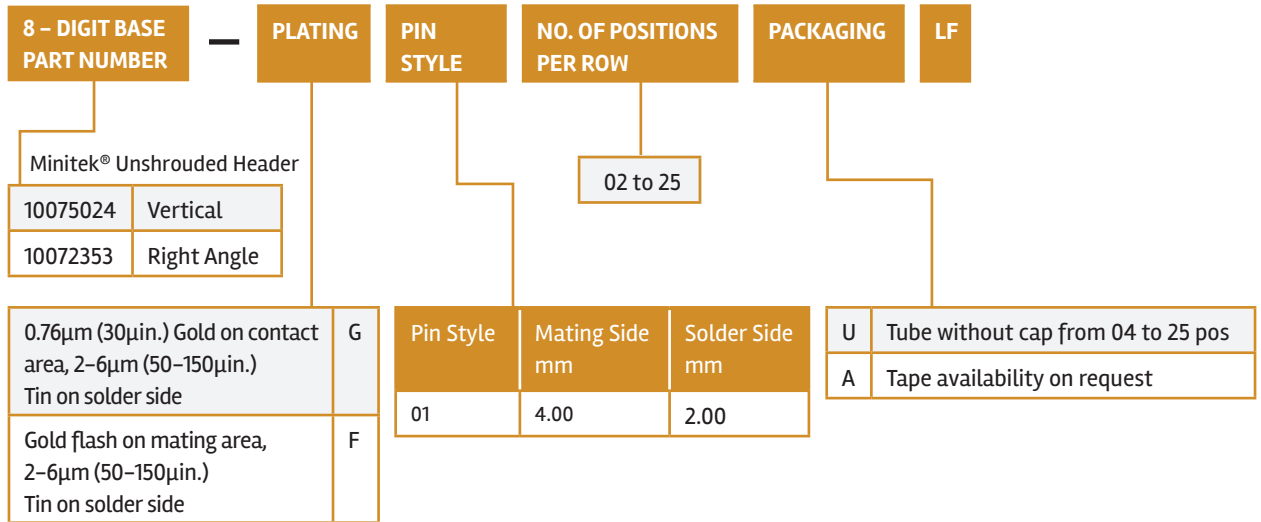 8 – DIGIT BASE
PART NUMBER
—
PLATING
PIN
STYLE
NO. OF POSITIONS
PER ROW
PACKAGING
LF
Minitek® Unshrouded Header
10075024 Vertical
10072353 Right Angle
02 to 25
0.76µm (30µin.) Gold on contact
area, 2–6µm (50–150µin.)
Tin on solder side
G
Gold flash on mating area,
2–6µm (50–150µin.)
Tin on solder side
F
Pin Style
Mating Side
mm
Solder Side
mm
01 4.00 2.00
U Tube without cap from 04 to 25 pos
A Tape availability on request